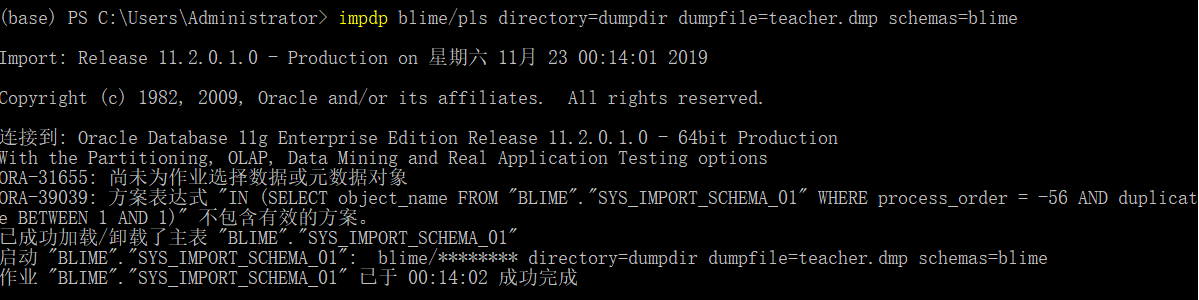 (base) PS C:\Users\Administrator> impdp blime/pls directory=dumpdir dumpfile=teacher.dmp schemas=blime
Import: Release 11.2.0.1.0 - Production on 星期六 11月 23 00:14:01 2019
Copyright (c) 1982, 2009, Oracle and/or its affiliates.  All rights reserved.
连接到: Oracle Database 11g Enterprise Edition Release 11.2.0.1.0 - 64bit Production
With the Partitioning, OLAP, Data Mining and Real Application Testing options
ORA-31655: 尚未为作业选择数据或元数据对象
ORA-39039: 方案表达式 "IN (SELECT object_name FROM "BLIME"."SYS_IMPORT_SCHEMA_01" WHERE process_order = -56 AND duplicat
e BETWEEN 1 AND 1)" 不包含有效的方案。
已成功加载/卸载了主表 "BLIME"."SYS_IMPORT_SCHEMA_01"
启动 "BLIME"."SYS_IMPORT_SCHEMA_01":  blime/******** directory=dumpdir dumpfile=teacher.dmp schemas=blime
作业 "BLIME"."SYS_IMPORT_SCHEMA_01" 已于 00:14:02 成功完成